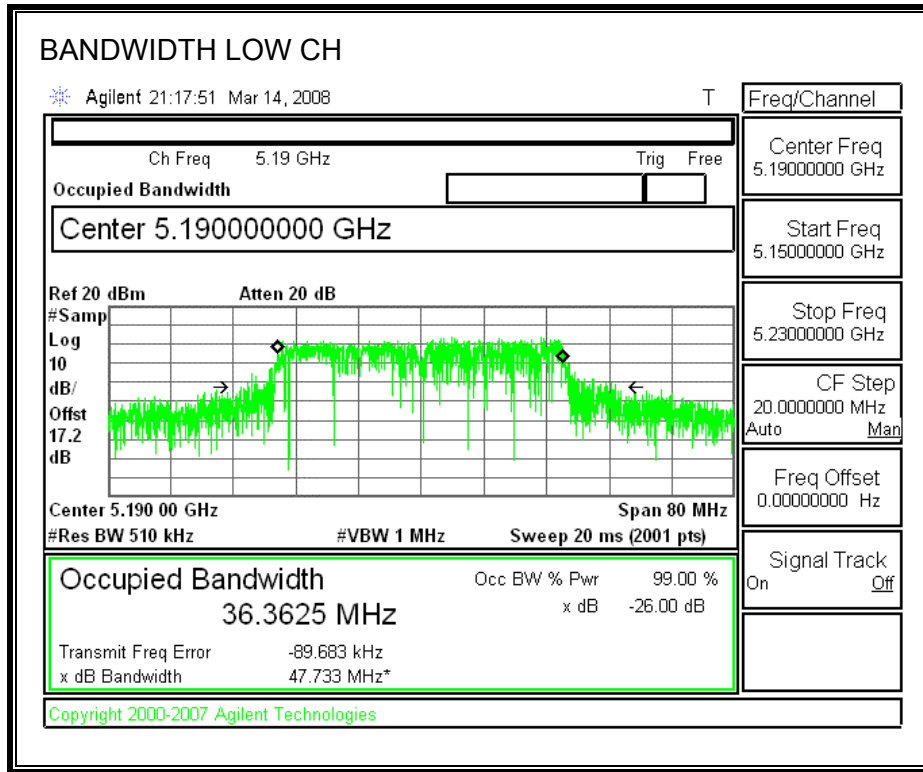 BANDWIDTH LOW CH
Agilent 21:17:51 Mar 14, 2008 T
Freq/Channel
Ch Freq 5.19 GHz Trig Free
Occupied Bandwidth
Center 5.190000000 GHz
Ref 20 dBm Atten 20 dB
#Samp
Log
10
dB/
Offst
17.2
dB
Center 5.190 00 GHz Span 80 MHz
#Res BW 510 kHz #VBW 1 MHz Sweep 20 ms (2001 pts)
Occupied Bandwidth Occ BW % Pwr 99.00 %
36.3625 MHz x dB -26.00 dB
Transmit Freq Error -89.683 kHz
x dB Bandwidth 47.733 MHz*
Copyright 2000-2007 Agilent Technologies
Center Freq
5.19000000 GHz
Start Freq
5.15000000 GHz
Stop Freq
5.23000000 GHz
CF Step
20.0000000 MHz
Auto Man
Freq Offset
0.00000000 Hz
Signal Track
On Off